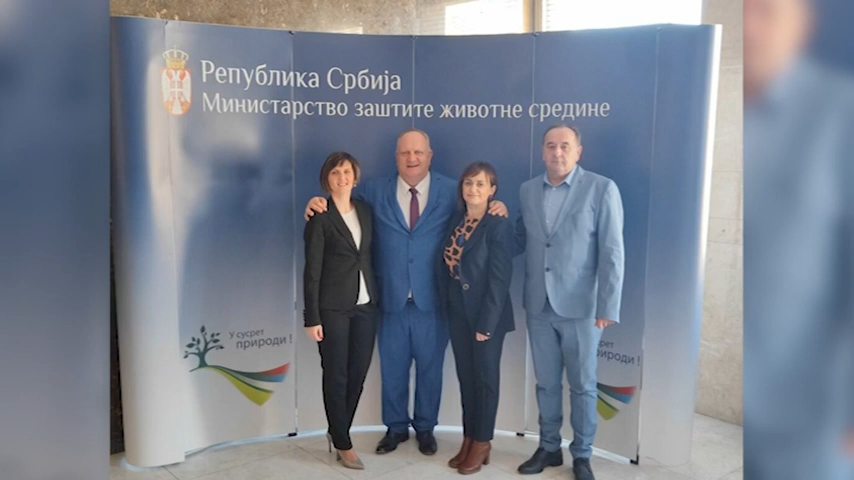 Република Србија
Министарство заштите животне средине
У сусрет
природи !
природи !